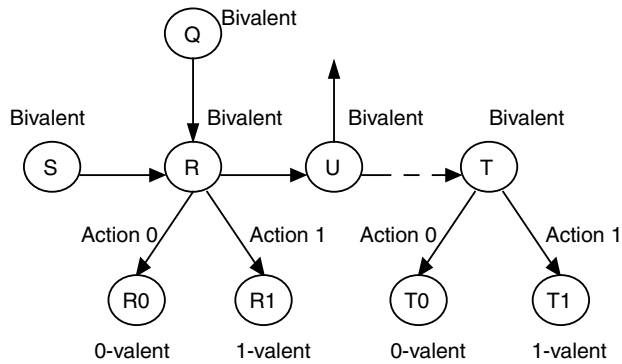 Q Bivalent
Bivalent Bivalent Bivalent Bivalent
S R U T
Action 0 Action 1 Action 0 Action 1
R0 R1 T0 T1
0-valent 1-valent 0-valent 1-valent